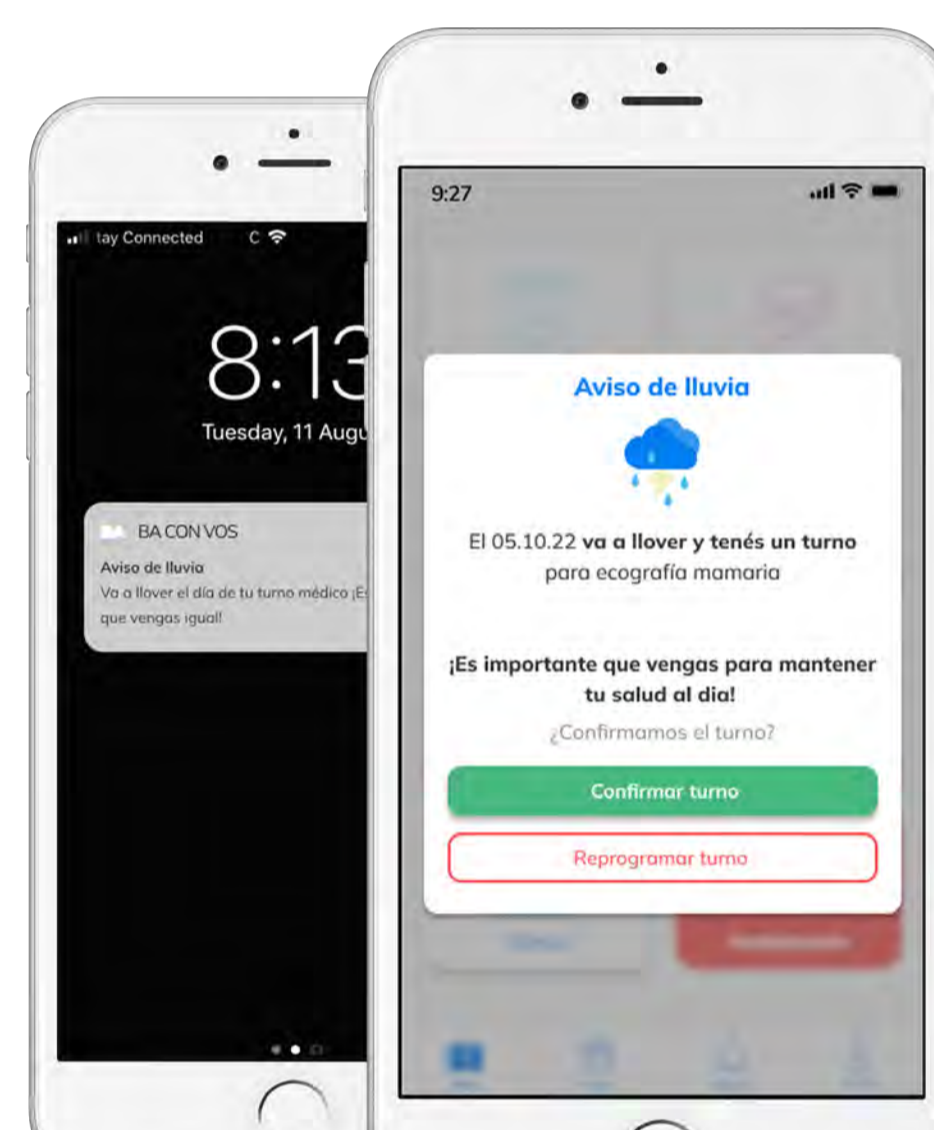 tay Connected
8:13
Tuesday, 11 Augu
BA CON VOS
Aviso de lluvia
Va a llover el día de tu turno médico ¡Es
que vengas igual!
9:27
Aviso de lluvia
El 05.10.22 va a llover y tenés un turno
para ecografía mamaria
¡Es importante que vengas para mantener
tu salud al dia!
¿Confirmamos el turno?
Confirmar turno
Reprogramar turno